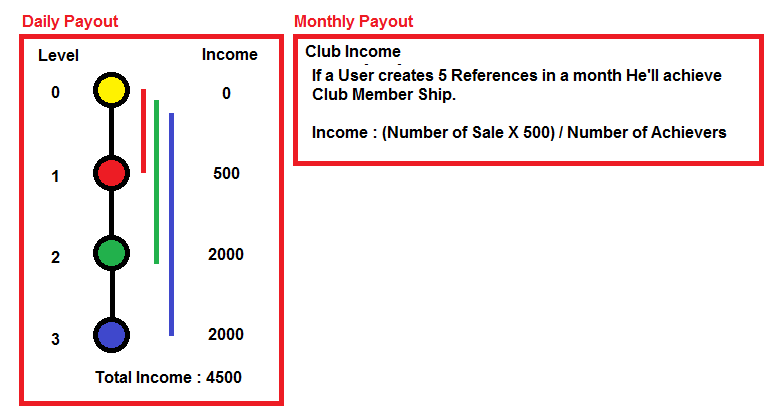 Daily Payout
Level Income
0 0
1 500
2 2000
3 2000
Total Income : 4500
Monthly Payout
Club Income
If a User creates 5 References in a month He'll achieve
Club Member Ship.
Income : (Number of Sale X 500) / Number of Achievers